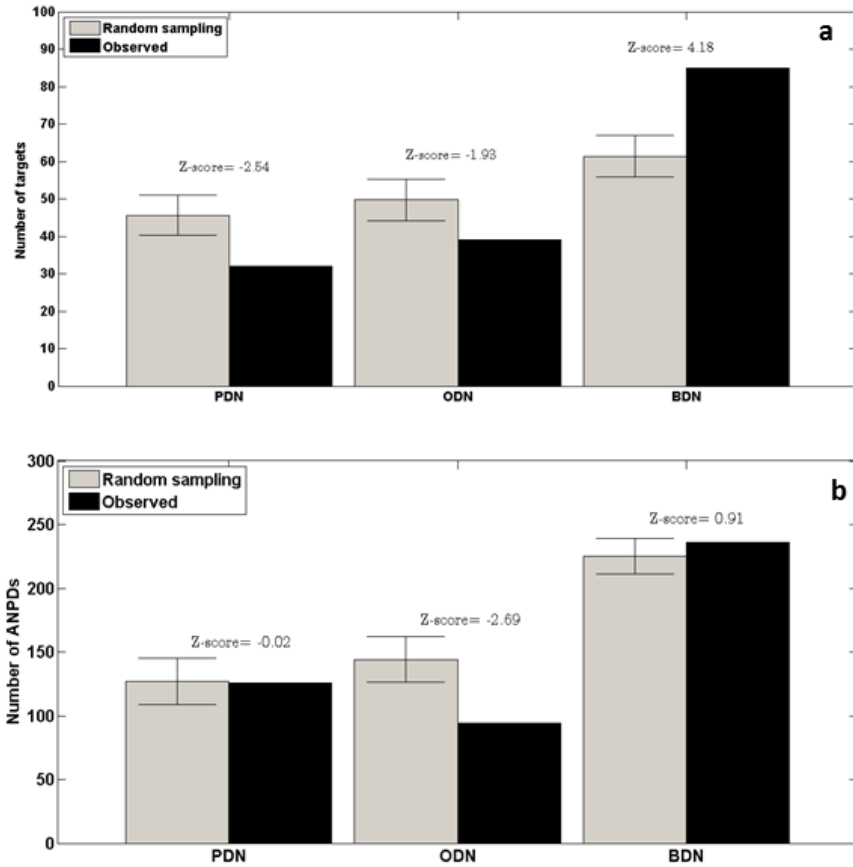 100
90
80
70
60
50
40
30
20
10
0
Number of targets
Random sampling
Observed
a
Z-score= -2.54
Z-score= -1.93
Z-score= 4.18
PDN
ODN
BDN
300
250
200
150
100
50
0
Number of ANPDs
Random sampling
Observed
b
Z-score= -0.02
Z-score= -2.69
Z-score= 0.91
PDN
ODN
BDN